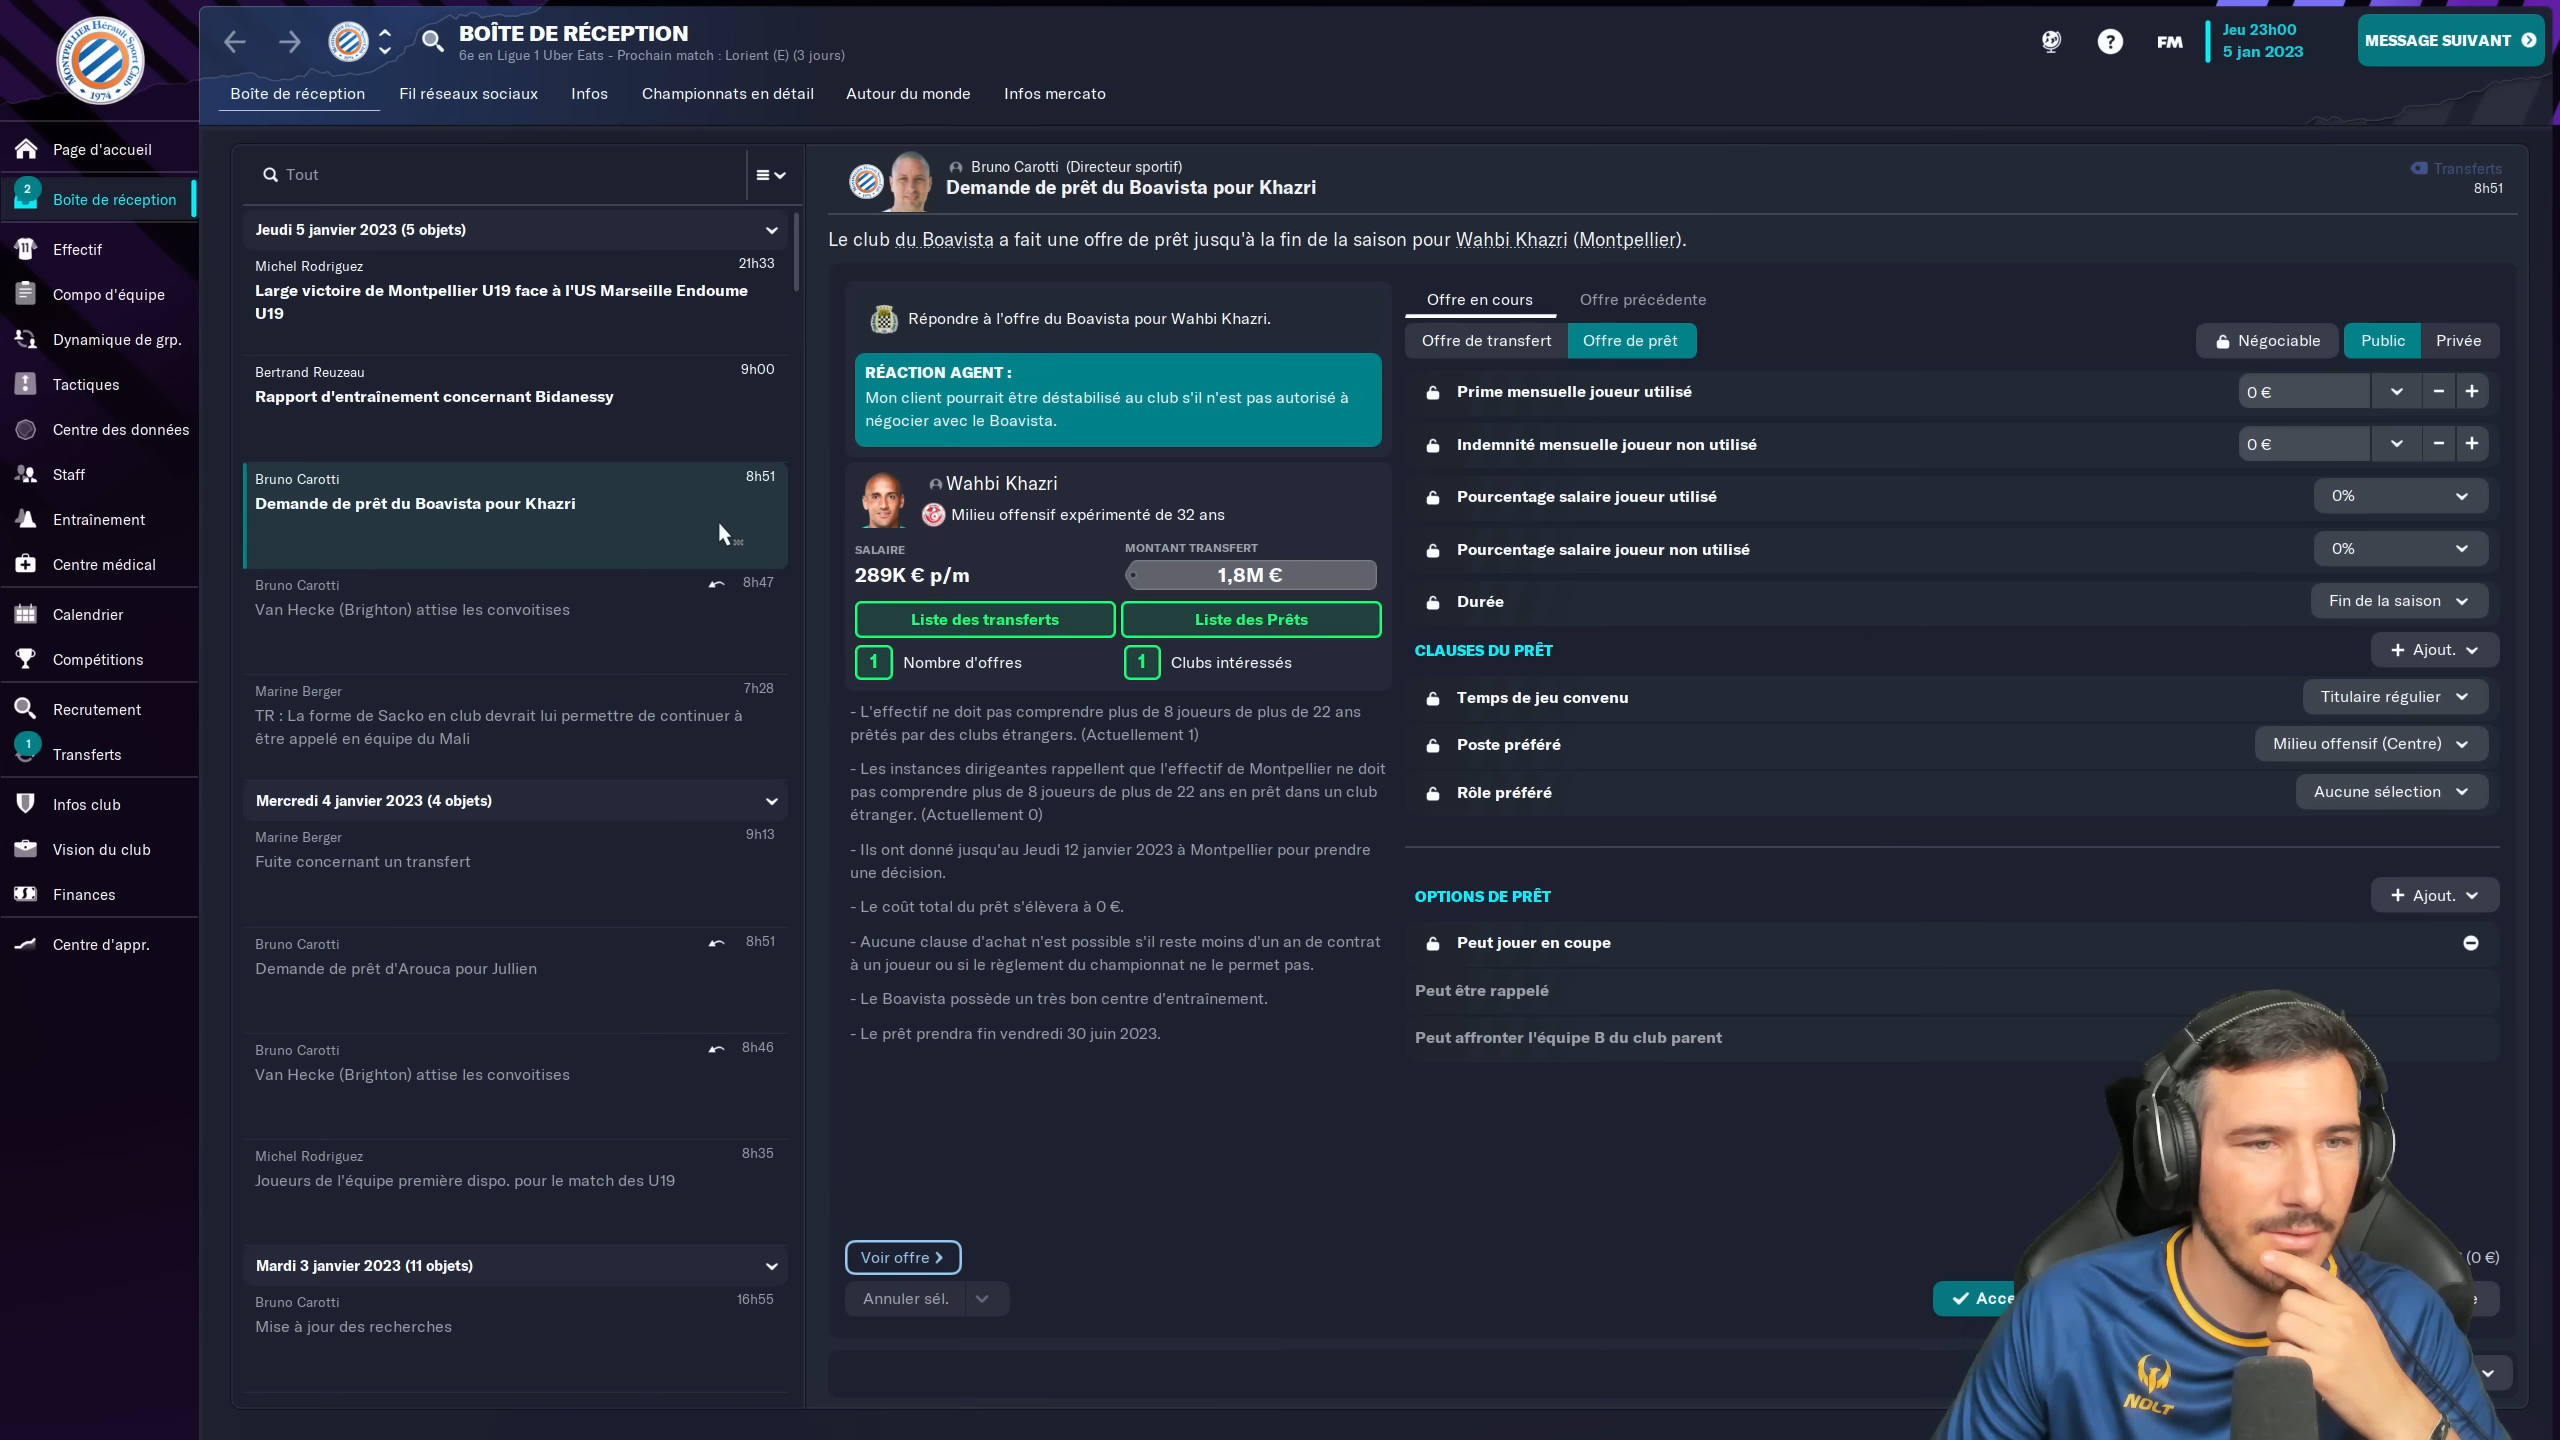 MONTPELLIER Hérault Sport Club
1974
BOÎTE DE RÉCEPTION
6e en Ligue 1 Uber Eats - Prochain match : Lorient (E) (3 jours)
FM
Jeu 23h00
5 jan 2023
MESSAGE SUIVANT
Boîte de réception
Fil réseaux sociaux
Infos
Championnats en détail
Autour du monde
Infos mercato
Page d'accueil
2
Boîte de réception
Effectif
Compo d'équipe
Dynamique de grp.
Tactiques
Centre des données
Staff
Entraînement
Centre médical
Calendrier
Compétitions
Recrutement
1
Transferts
Infos club
Vision du club
Finances
Centre d'appr.
Tout
Jeudi 5 janvier 2023 (5 objets)
Michel Rodriguez
21h33
Large victoire de Montpellier U19 face à l'US Marseille Endoume
U19
Bertrand Reuzeau
9h00
Rapport d'entraînement concernant Bidanessy
Bruno Carotti
8h51
Demande de prêt du Boavista pour Khazri
Bruno Carotti
8h47
Van Hecke (Brighton) attise les convoitises
Marine Berger
7h28
TR : La forme de Sacko en club devrait lui permettre de continuer à
être appelé en équipe du Mali
Mercredi 4 janvier 2023 (4 objets)
Marine Berger
9h13
Fuite concernant un transfert
Bruno Carotti
8h51
Demande de prêt d'Arouca pour Jullien
Bruno Carotti
8h46
Van Hecke (Brighton) attise les convoitises
Michel Rodriguez
8h35
Joueurs de l'équipe première dispo. pour le match des U19
Mardi 3 janvier 2023 (11 objets)
Bruno Carotti
16h55
Mise à jour des recherches
Bruno Carotti (Directeur sportif)
Demande de prêt du Boavista pour Khazri
Transferts
8h51
Le club du Boavista a fait une offre de prêt jusqu'à la fin de la saison pour Wahbi Khazri (Montpellier).
Répondre à l'offre du Boavista pour Wahbi Khazri.
RÉACTION AGENT :
Mon client pourrait être déstabilisé au club s'il n'est pas autorisé à
négocier avec le Boavista.
Wahbi Khazri
Milieu offensif expérimenté de 32 ans
SALAIRE
MONTANT TRANSFERT
289K € p/m
1,8M €
Liste des transferts
Liste des Prêts
1 Nombre d'offres
1 Clubs intéressés
- L'effectif ne doit pas comprendre plus de 8 joueurs de plus de 22 ans
prêtés par des clubs étrangers. (Actuellement 1)
- Les instances dirigeantes rappellent que l'effectif de Montpellier ne doit
pas comprendre plus de 8 joueurs de plus de 22 ans en prêt dans un club
étranger. (Actuellement 0)
- Ils ont donné jusqu'au Jeudi 12 janvier 2023 à Montpellier pour prendre
une décision.
- Le coût total du prêt s'élèvera à 0 €.
- Aucune clause d'achat n'est possible s'il reste moins d'un an de contrat
à un joueur ou si le règlement du championnat ne le permet pas.
- Le Boavista possède un très bon centre d'entraînement.
- Le prêt prendra fin vendredi 30 juin 2023.
Voir offre
Annuler sél.
Offre en cours
Offre précédente
Offre de transfert
Offre de prêt
Négociable
Public
Privée
Prime mensuelle joueur utilisé
0 €
Indemnité mensuelle joueur non utilisé
0 €
Pourcentage salaire joueur utilisé
0%
Pourcentage salaire joueur non utilisé
0%
Durée
Fin de la saison
CLAUSES DU PRÊT
Ajout.
Temps de jeu convenu
Titulaire régulier
Poste préféré
Milieu offensif (Centre)
Rôle préféré
Aucune sélection
OPTIONS DE PRÊT
Ajout.
Peut jouer en coupe
Peut être rappelé
Peut affronter l'équipe B du club parent
(0 €)
Acce
NOLT